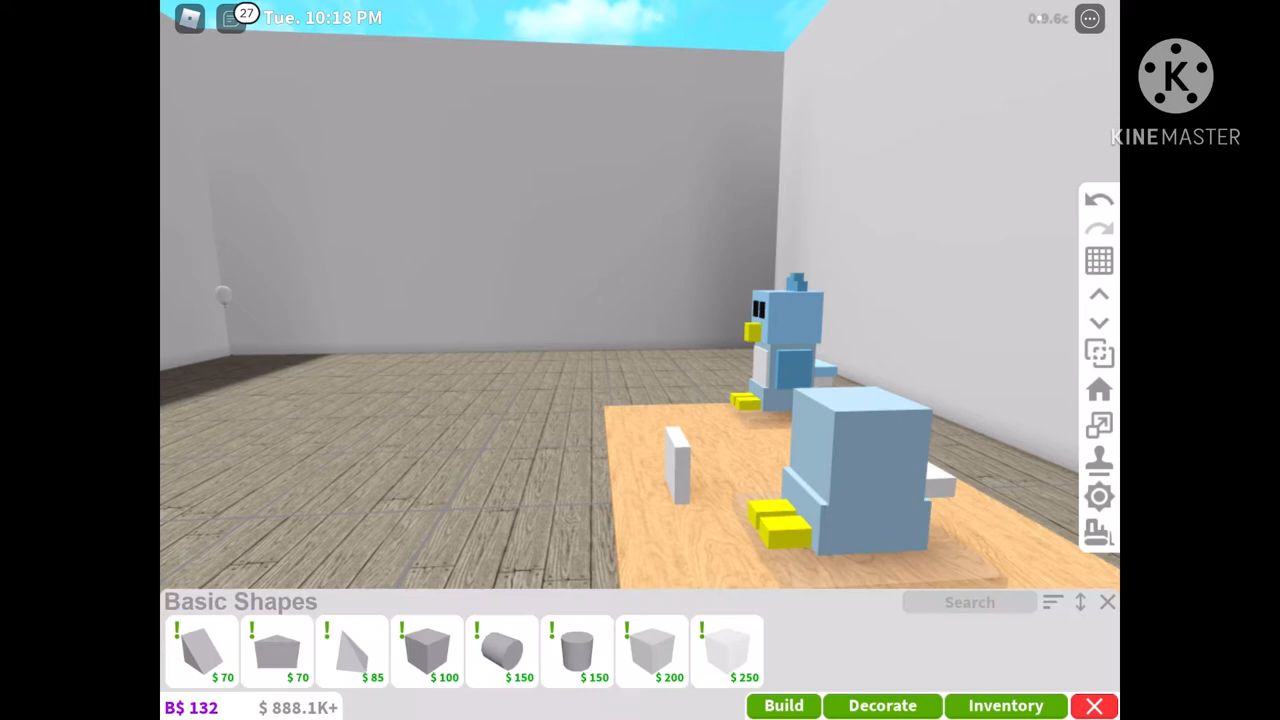 27
Tue. 10:18 PM
0.9.6c
K
KINEMASTER
Basic Shapes
Search
! $ 70
! $ 70
! $ 85
! $ 100
! $ 150
! $ 150
! $ 200
! $ 250
B$ 132
$ 888.1K+
Build
Decorate
Inventory